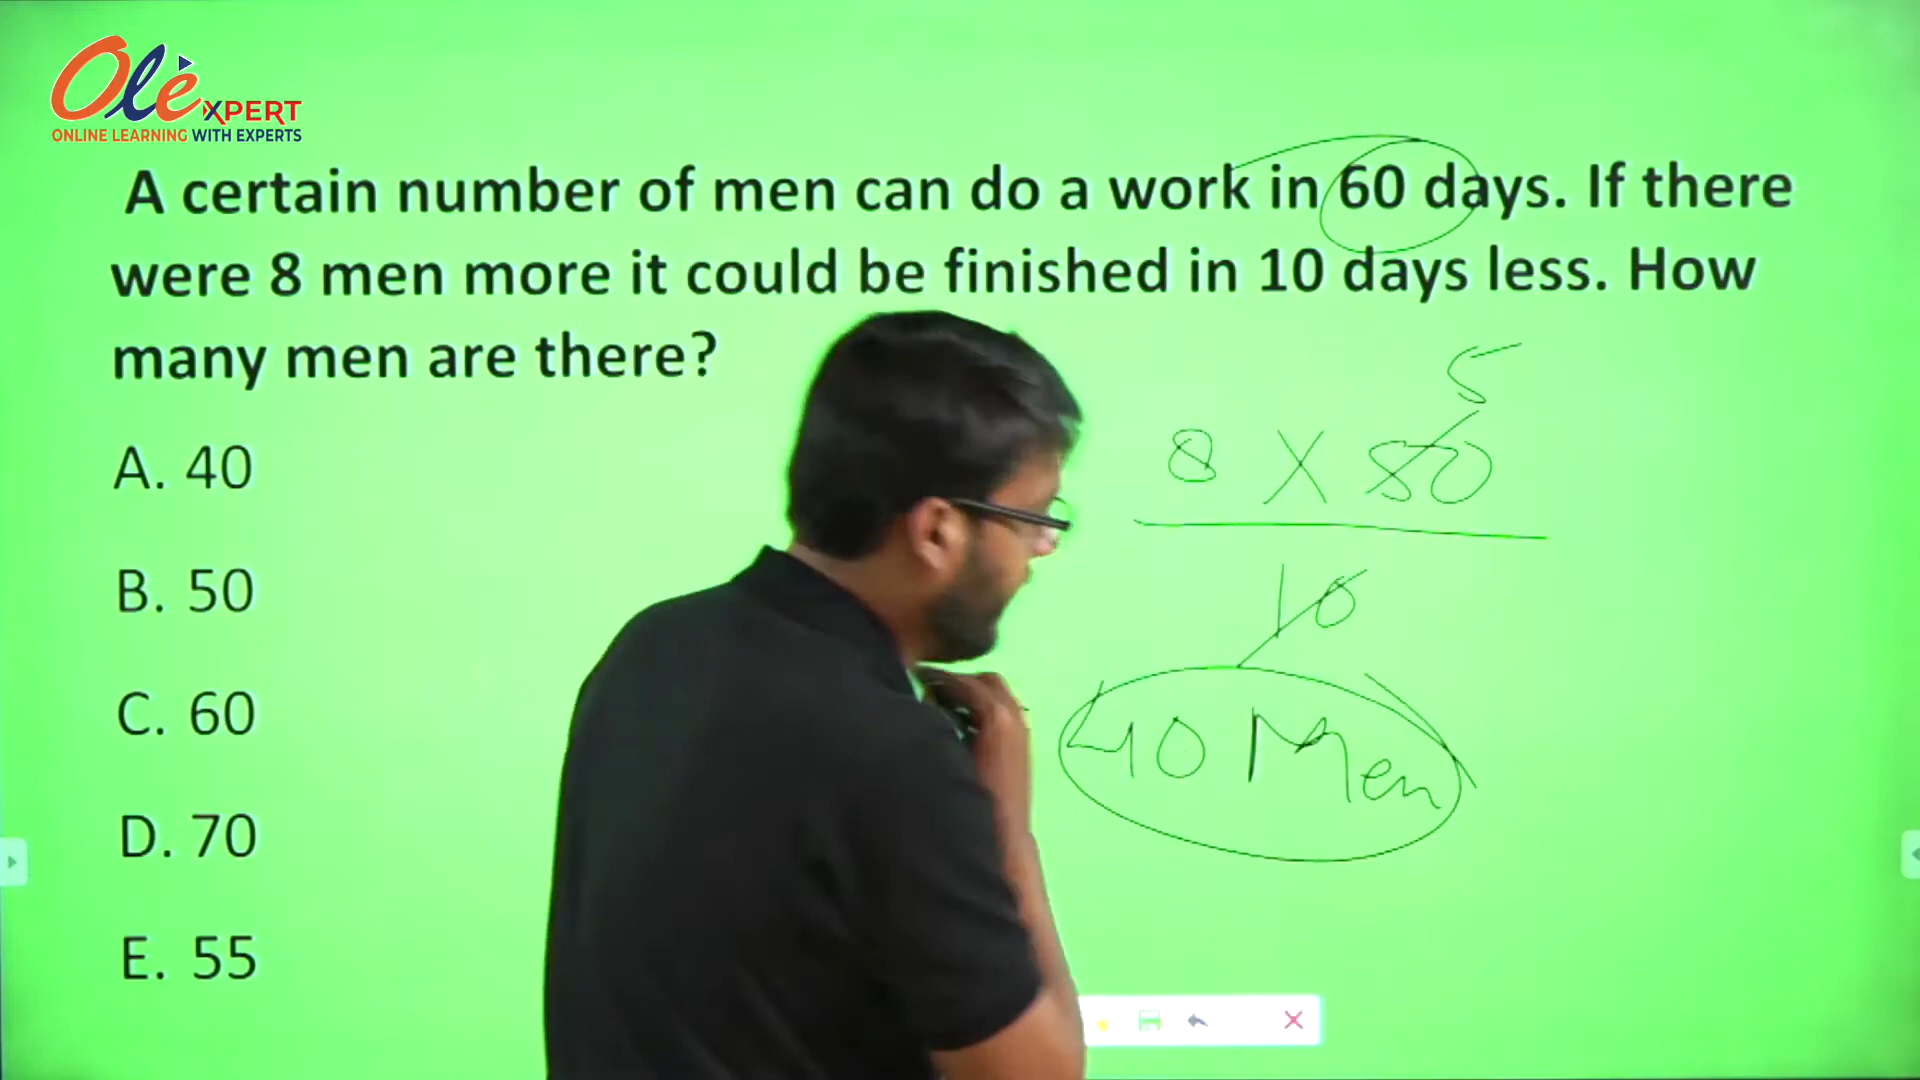 Olè XPERT
ONLINE LEARNING WITH EXPERTS
A certain number of men can do a work in 60 days. If there
were 8 men more it could be finished in 10 days less. How
many men are there?
A. 40
B. 50
C. 60
D. 70
E. 55
5
8 X 50
10
40 Men